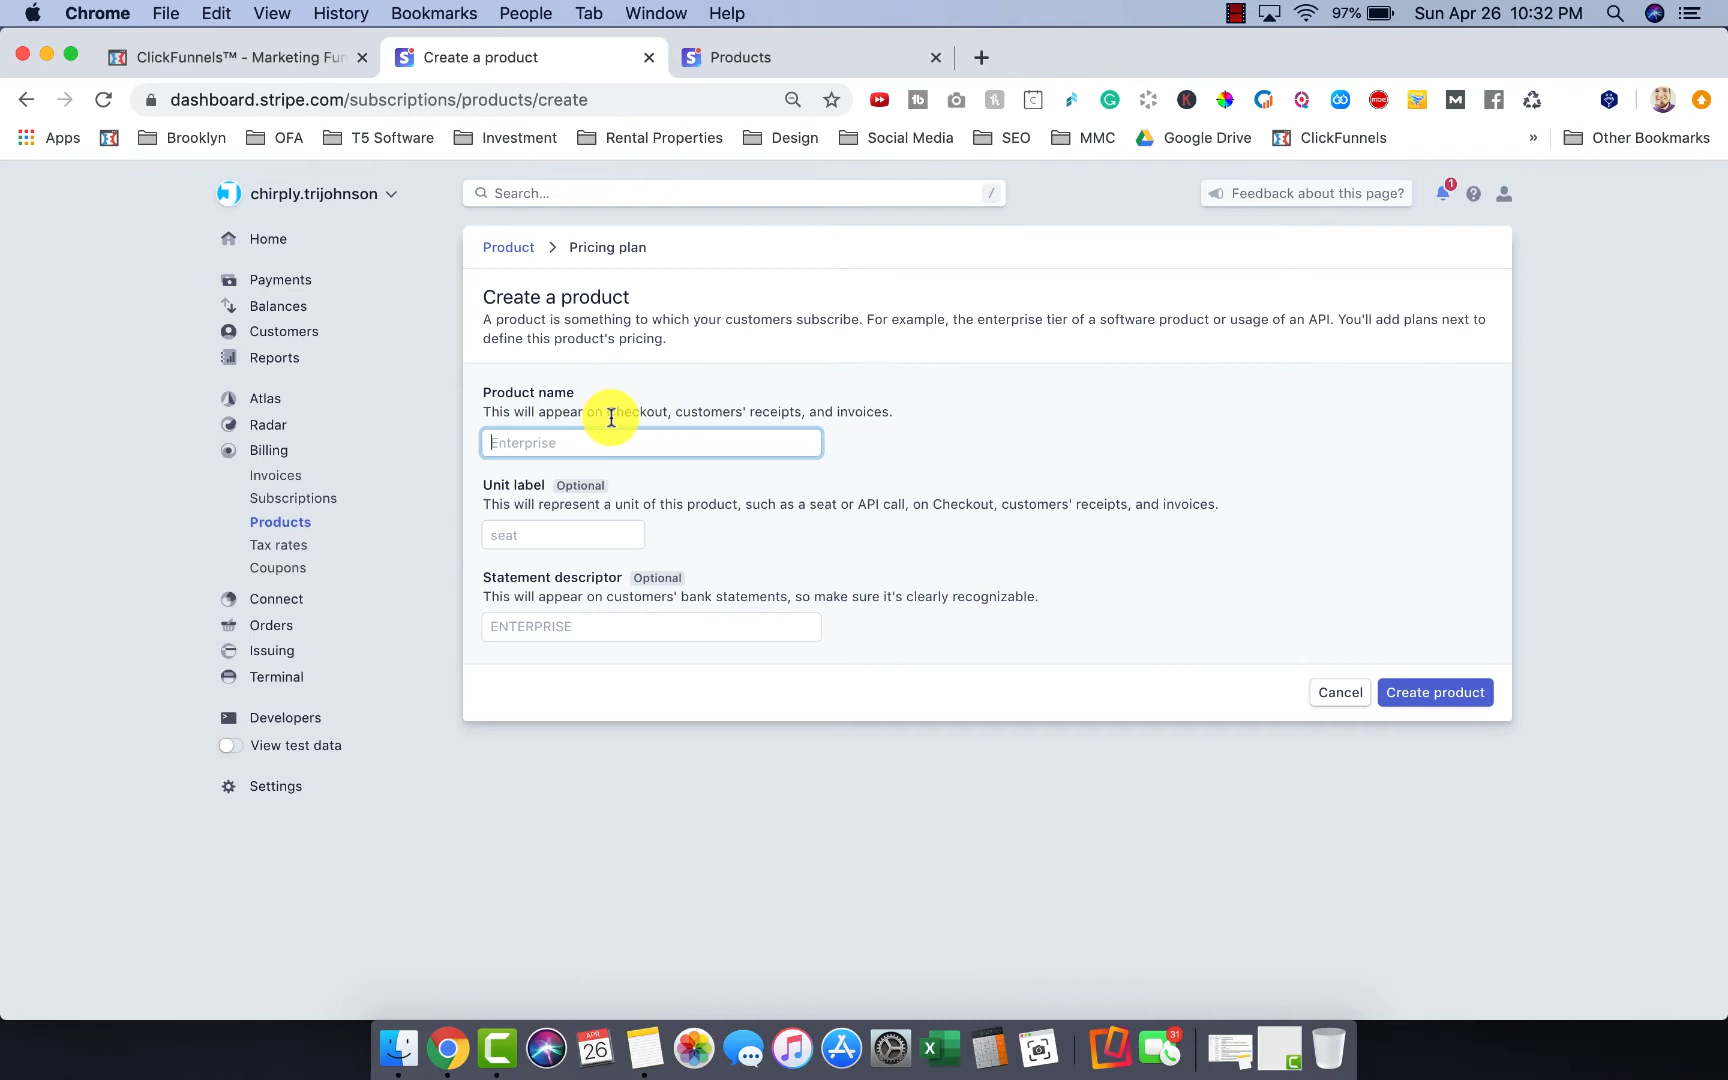 Chrome File Edit View History Bookmarks People Tab Window Help 97% Sun Apr 26 10:32 PM
ClickFunnels™ - Marketing Fun Create a product Products
dashboard.stripe.com/subscriptions/products/create
Apps Brooklyn OFA T5 Software Investment Rental Properties Design Social Media SEO MMC Google Drive ClickFunnels » Other Bookmarks
chirply.trijohnson Search... / Feedback about this page? 1
Home
Payments
Balances
Customers
Reports
Atlas
Radar
Billing
Invoices
Subscriptions
Products
Tax rates
Coupons
Connect
Orders
Issuing
Terminal
Developers
View test data
Settings
Product > Pricing plan
Create a product
A product is something to which your customers subscribe. For example, the enterprise tier of a software product or usage of an API. You'll add plans next to
define this product's pricing.
Product name
This will appear on Checkout, customers' receipts, and invoices.
Enterprise
Unit label Optional
This will represent a unit of this product, such as a seat or API call, on Checkout, customers' receipts, and invoices.
seat
Statement descriptor Optional
This will appear on customers' bank statements, so make sure it's clearly recognizable.
ENTERPRISE
Cancel Create product
APR
26
31